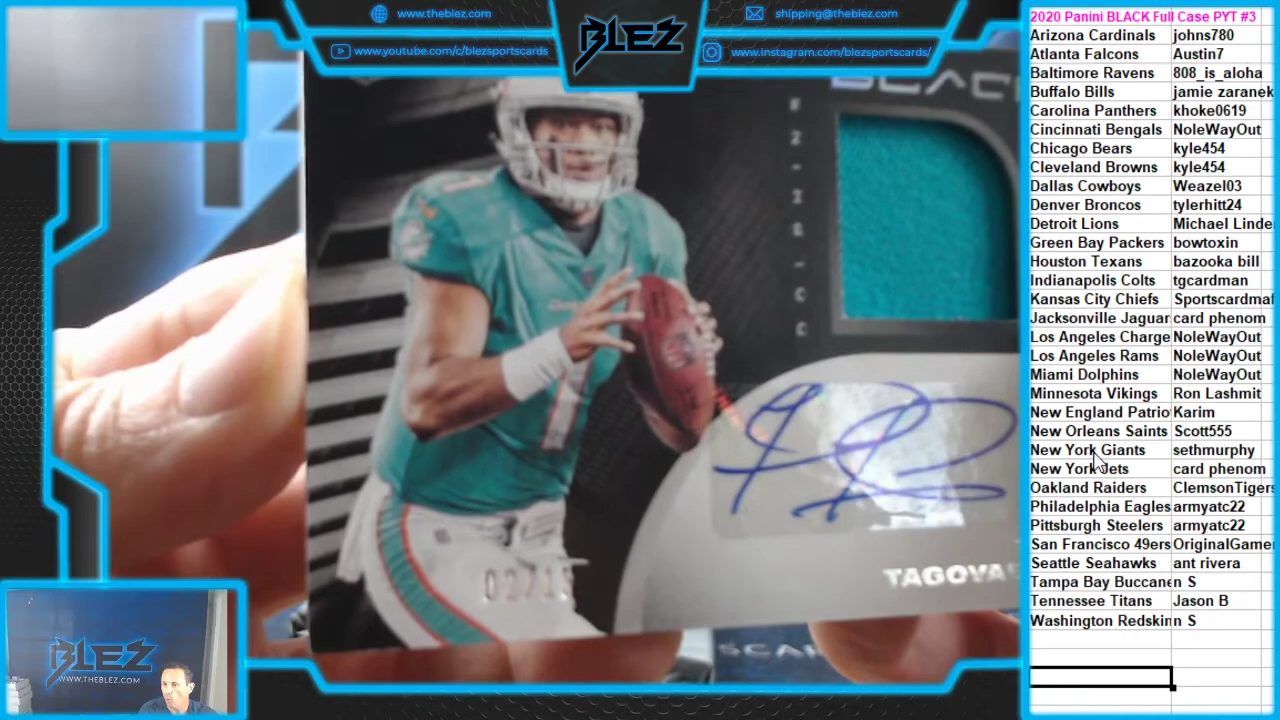 www.theblez.com
shipping@theblez.com
www.youtube.com/c/blezsportscards
www.instagram.com/blezsportscards/
BLEZ
BLACK
TAGOVA
BLEZ
WWW.THEBLEZ.COM
2020 Panini BLACK Full Case PYT #3
Arizona Cardinals johns780
Atlanta Falcons Austin7
Baltimore Ravens 808_is_aloha
Buffalo Bills jamie zaranek
Carolina Panthers khoke0619
Cincinnati Bengals NoleWayOut
Chicago Bears kyle454
Cleveland Browns kyle454
Dallas Cowboys Weazel03
Denver Broncos tylerhitt24
Detroit Lions Michael Linde
Green Bay Packers bowtoxin
Houston Texans bazooka bill
Indianapolis Colts tgcardman
Kansas City Chiefs Sportscardma
Jacksonville Jaguar card phenom
Los Angeles Charge NoleWayOut
Los Angeles Rams NoleWayOut
Miami Dolphins NoleWayOut
Minnesota Vikings Ron Lashmit
New England Patrio Karim
New Orleans Saints Scott555
New York Giants sethmurphy
New York Jets card phenom
Oakland Raiders ClemsonTigers
Philadelphia Eagles armyatc22
Pittsburgh Steelers armyatc22
San Francisco 49ers OriginalGamer
Seattle Seahawks ant rivera
Tampa Bay Buccane n S
Tennessee Titans Jason B
Washington Redskin n S